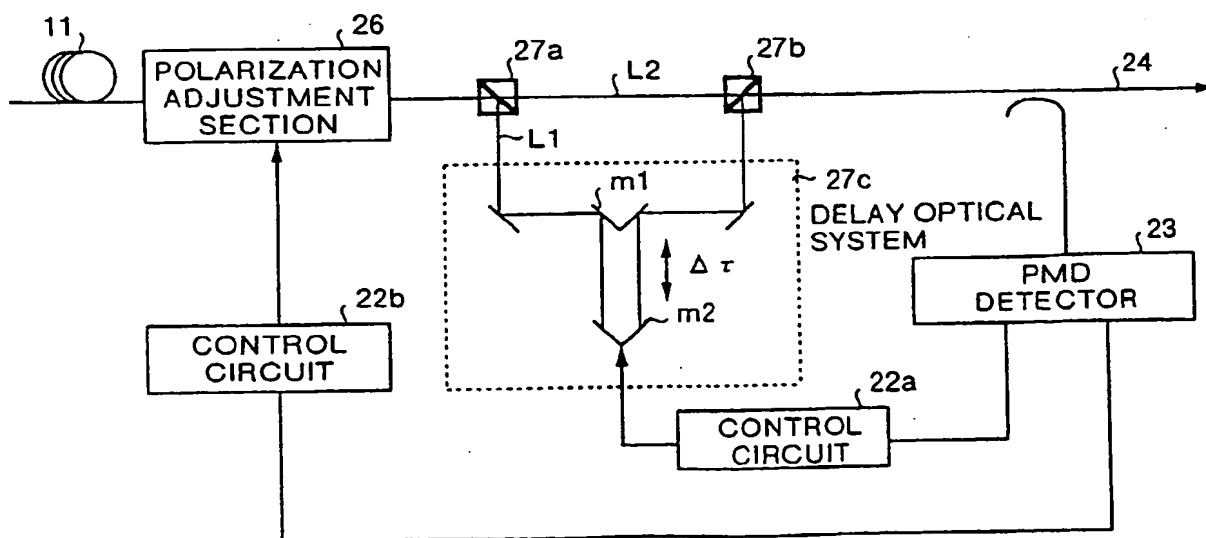 11
26
POLARIZATION
ADJUSTMENT
SECTION
27a
L2
27b
24
L1
27c
m1
DELAY OPTICAL
SYSTEM
Δ τ
m2
23
PMD
DETECTOR
22b
CONTROL
CIRCUIT
22a
CONTROL
CIRCUIT